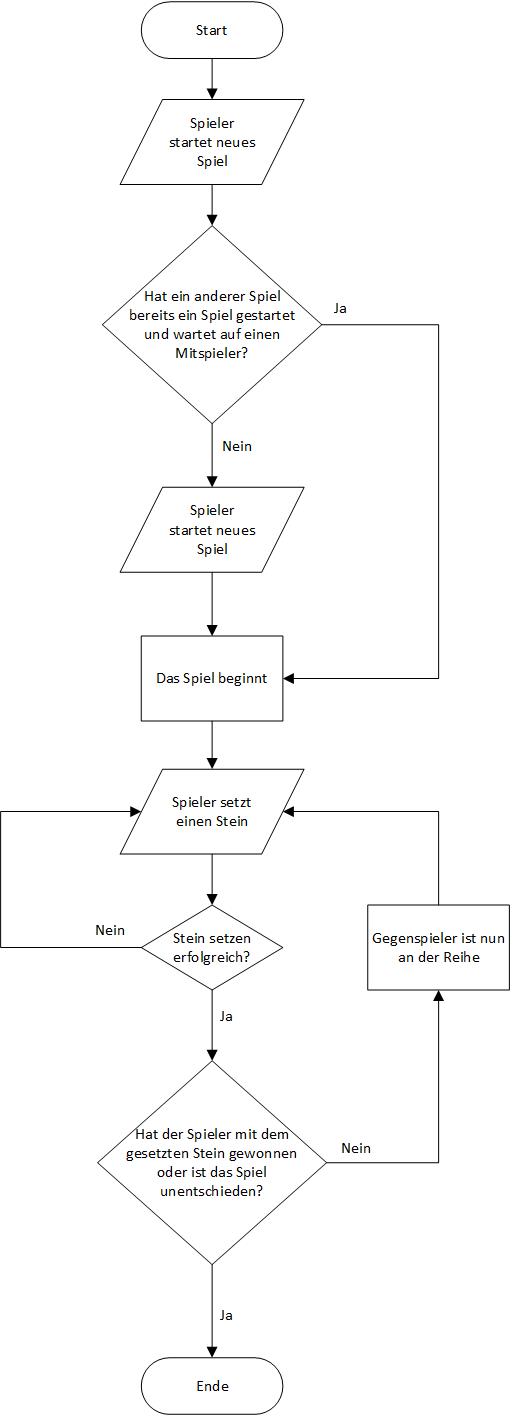 Start
Spieler
startet neues
Spiel
Hat ein anderer Spiel
bereits ein Spiel gestartet
und wartet auf einen
Mitspieler?
Ja
Nein
Spieler
startet neues
Spiel
Das Spiel beginnt
Spieler setzt
einen Stein
Nein
Stein setzen
erfolgreich?
Gegenspieler ist nun
an der Reihe
Ja
Hat der Spieler mit dem
gesetzten Stein gewonnen
oder ist das Spiel
unentschieden?
Nein
Ja
Ende